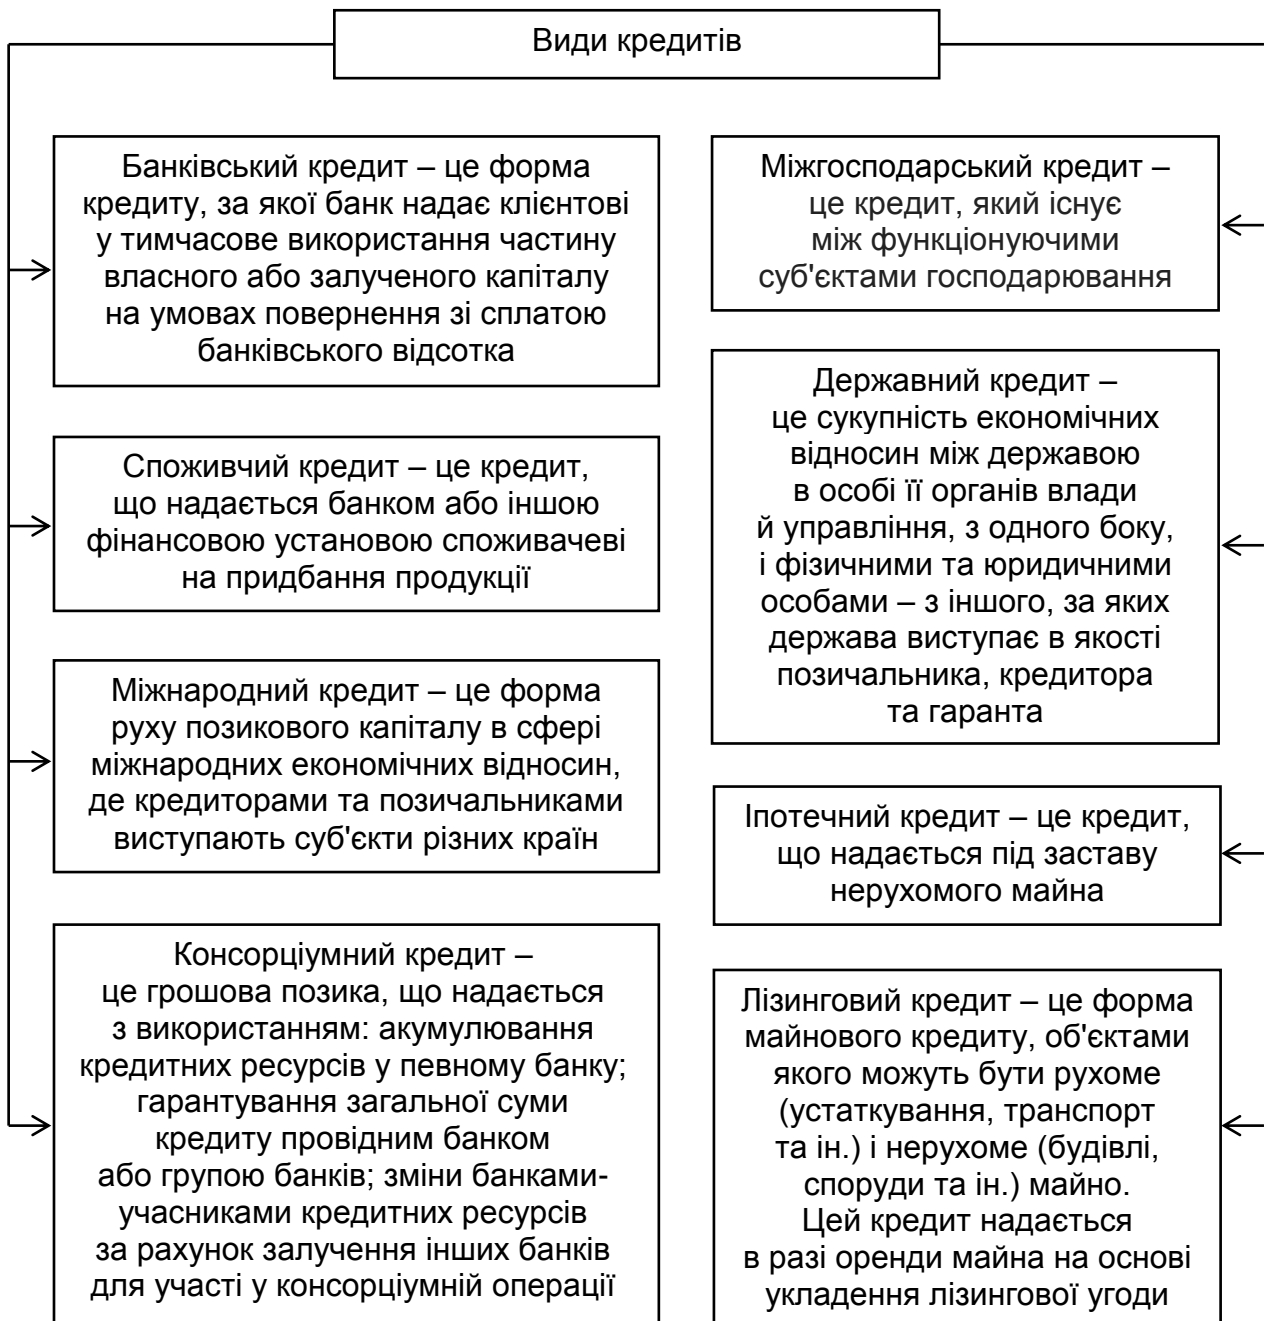 Види кредитів
Банківський кредит – це форма
кредиту, за якої банк надає клієнтові
у тимчасове використання частину
власного або залученого капіталу
на умовах повернення зі сплатою
банківського відсотка
Споживчий кредит – це кредит,
що надається банком або іншою
фінансовою установою споживачеві
на придбання продукції
Міжнародний кредит – це форма
руху позикового капіталу в сфері
міжнародних економічних відносин,
де кредиторами та позичальниками
виступають суб'єкти різних країн
Консорціумний кредит –
це грошова позика, що надається
з використанням: акумулювання
кредитних ресурсів у певному банку;
гарантування загальної суми
кредиту провідним банком
або групою банків; зміни банками-
учасниками кредитних ресурсів
за рахунок залучення інших банків
для участі у консорціумній операції
Міжгосподарський кредит –
це кредит, який існує
між функціонуючими
суб'єктами господарювання
Державний кредит –
це сукупність економічних
відносин між державою
в особі її органів влади
й управління, з одного боку,
і фізичними та юридичними
особами – з іншого, за яких
держава виступає в якості
позичальника, кредитора
та гаранта
Іпотечний кредит – це кредит,
що надається під заставу
нерухомого майна
Лізинговий кредит – це форма
майнового кредиту, об'єктами
якого можуть бути рухоме
(устаткування, транспорт
та ін.) і нерухоме (будівлі,
споруди та ін.) майно.
Цей кредит надається
в разі оренди майна на основі
укладення лізингової угоди